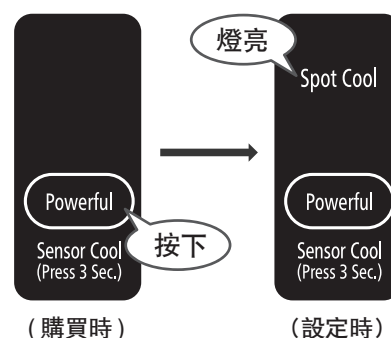 Powerful
Sensor Cool
(Press 3 Sec.)
按下
(購買時)
燈亮
Spot Cool
Powerful
Sensor Cool
(Press 3 Sec.)
(設定時)